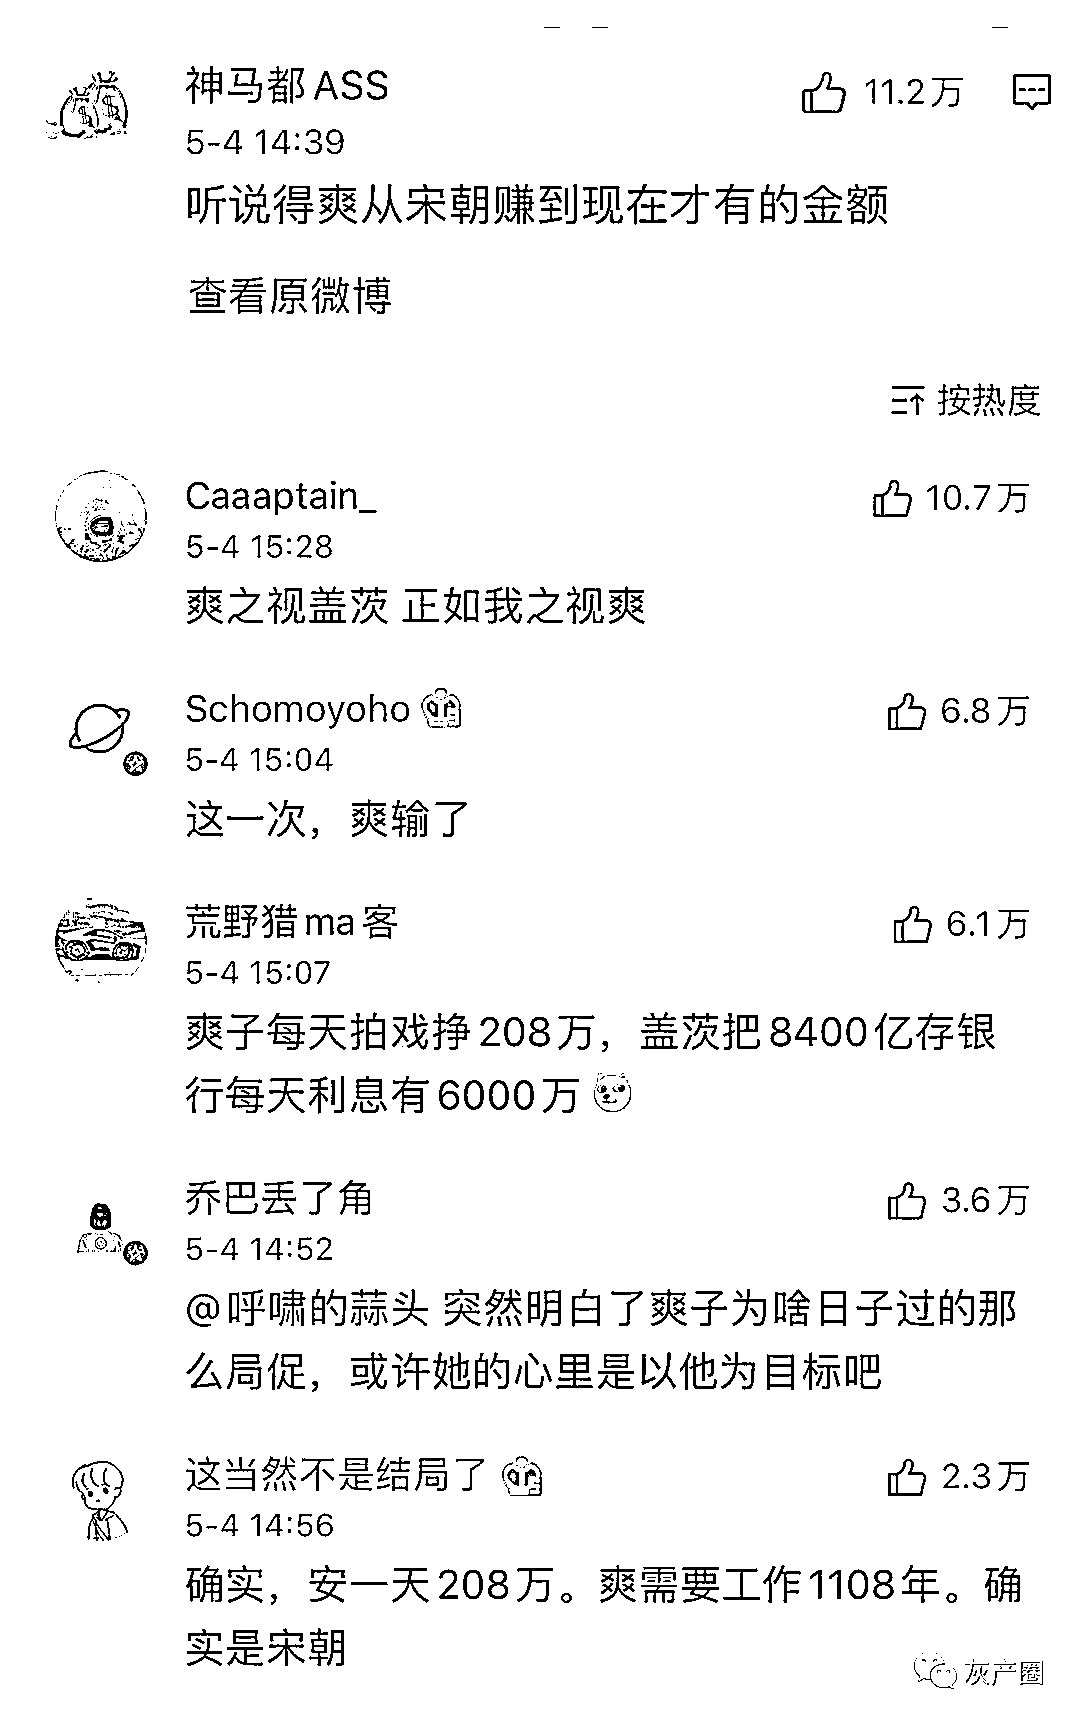 神马都ASS
11.2万
5-4 14:39
听说得爽从宋朝赚到现在才有的金额
查看原微博
按热度
Caaaptain_
10.7万
5-4 15:28
爽之视盖茨 正如我之视爽
Schomoyoho
6.8万
5-4 15:04
这一次，爽输了
荒野猎ma客
6.1万
5-4 15:07
爽子每天拍戏挣208万，盖茨把8400亿存银
行每天利息有6000万
乔巴丢了角
3.6万
5-4 14:52
@呼啸的蒜头 突然明白了爽子为啥日子过的那
么局促，或许她的心里是以他为目标吧
这当然不是结局了
2.3万
5-4 14:56
确实，安一天208万。爽需要工作1108年。确
实是宋朝
灰产圈